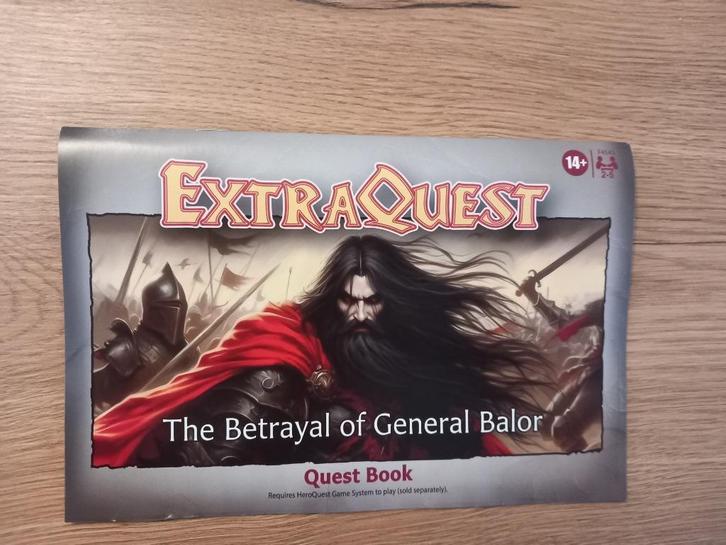 14+
2-5
EXTRAQUEST
The Betrayal of General Balor
Quest Book
Requires HeroQuest Game System to play (sold separately).